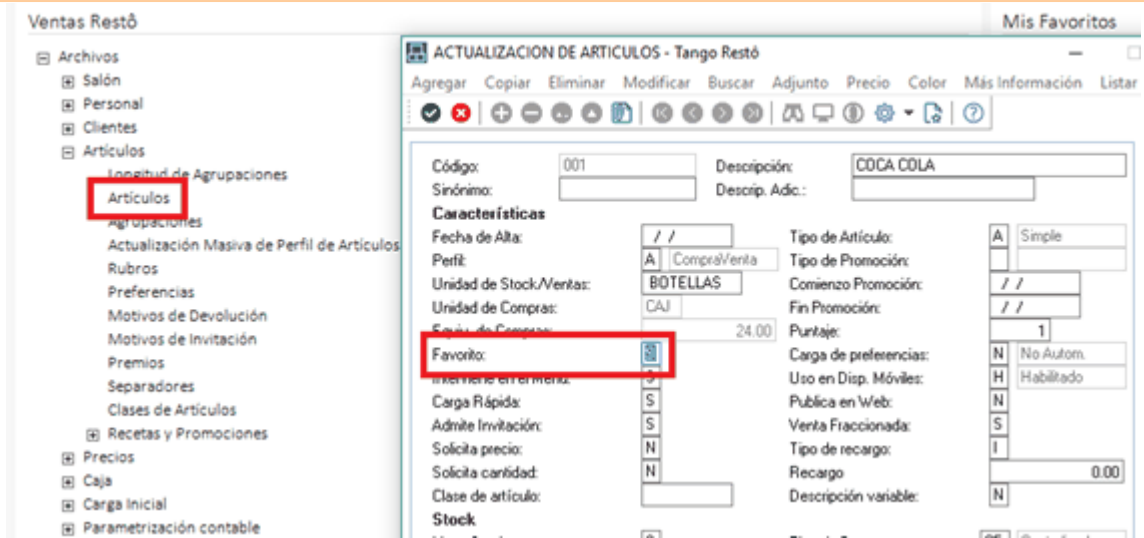 Ventas Restô
Mis Favoritos
Archivos
Salón
Personal
Clientes
Artículos
Longitud de Agrupaciones
Artículos
Agrupaciones
Actualización Masiva de Perfil de Artículos
Rubros
Preferencias
Motivos de Devolución
Motivos de Invitación
Premios
Separadores
Clases de Artículos
Recetas y Promociones
Precios
Caja
Carga Inicial
Parametrización contable
ACTUALIZACION DE ARTICULOS - Tango Restó
Agregar Copiar Eliminar Modificar Buscar Adjunto Precio Color Más Información Listar
Código: 001 Descripción: COCA COLA
Sinónimo: Descrip. Adic.:
Características
Fecha de Alta: / / Tipo de Artículo: A Simple
Perfil: A CompraVenta Tipo de Promoción:
Unidad de Stock/Ventas: BOTELLAS Comienzo Promoción: / /
Unidad de Compras: CAJ Fin Promoción: / /
Equiv. de Compras: 24.00 Puntaje: 1
Favorito: Carga de preferencias: N No Autom.
Interviene en el Menú: S Uso en Disp. Móviles: H Habilitado
Carga Rápida: S Publica en Web: N
Admite Invitación: S Venta Fraccionada: S
Solicita precio: N Tipo de recargo: I
Solicita cantidad: N Recargo 0.00
Clase de artículo: Descripción variable: N
Stock